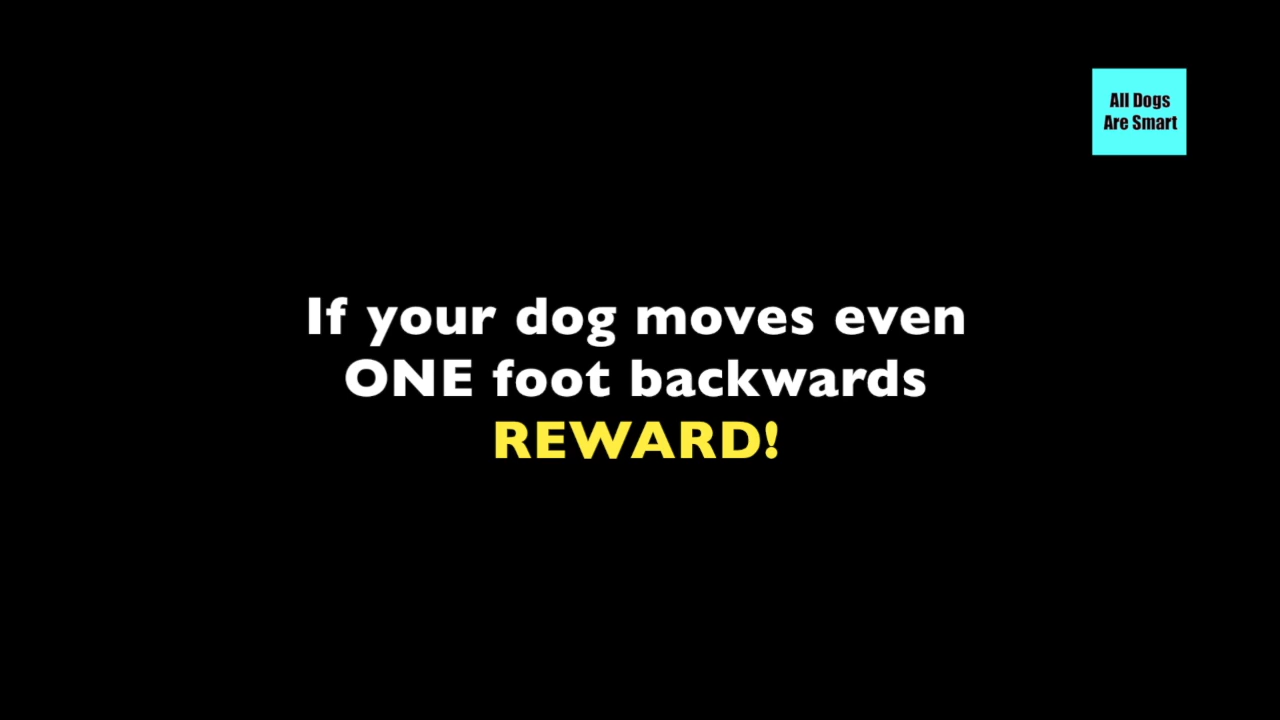 All Dogs
Are Smart
If your dog moves even
ONE foot backwards
REWARD!